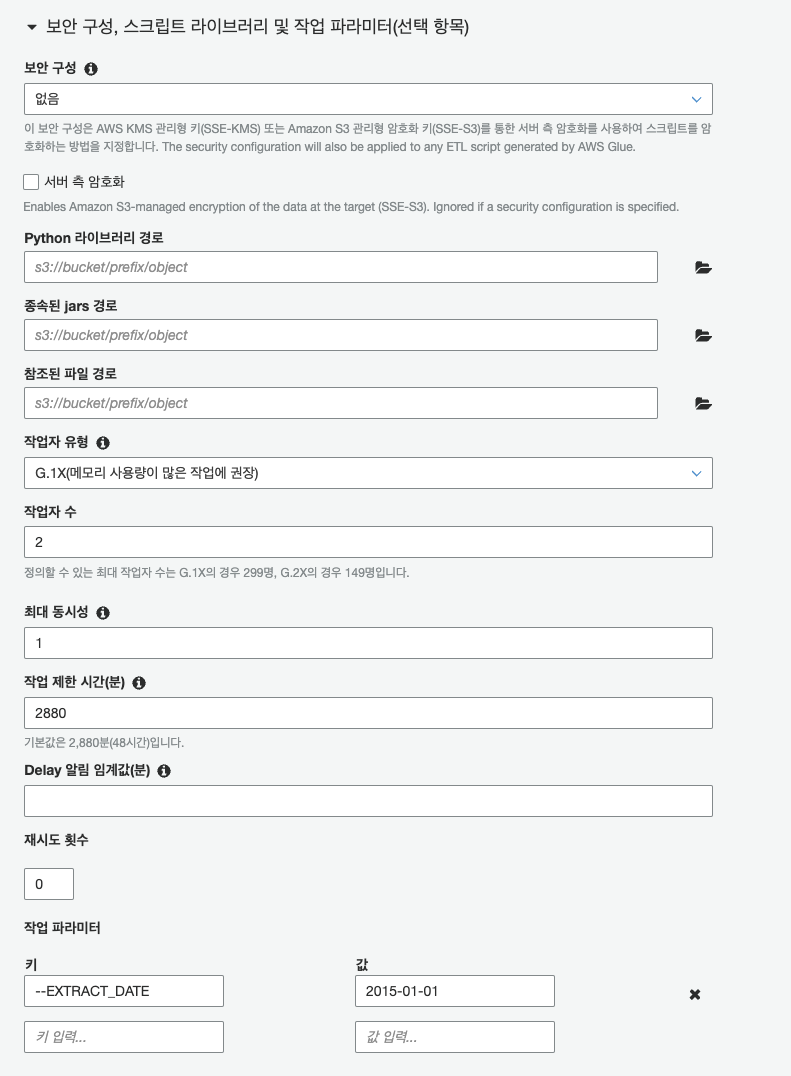 보안 구성, 스크립트 라이브러리 및 작업 파라미터(선택 항목)
보안 구성
없음
이 보안 구성은 AWS KMS 관리형 키(SSE-KMS) 또는 Amazon S3 관리형 암호화 키(SSE-S3)를 통한 서버 측 암호화를 사용하여 스크립트를 암
호화하는 방법을 지정합니다. The security configuration will also be applied to any ETL script generated by AWS Glue.
서버 측 암호화
Enables Amazon S3-managed encryption of the data at the target (SSE-S3). Ignored if a security configuration is specified.
Python 라이브러리 경로
s3://bucket/prefix/object
종속된 jars 경로
s3://bucket/prefix/object
참조된 파일 경로
s3://bucket/prefix/object
작업자 유형
G.1X(메모리 사용량이 많은 작업에 권장)
작업자 수
2
정의할 수 있는 최대 작업자 수는 G.1X의 경우 299명, G.2X의 경우 149명입니다.
최대 동시성
1
작업 제한 시간(분)
2880
기본값은 2,880분(48시간)입니다.
Delay 알림 임계값(분)
재시도 횟수
0
작업 파라미터
키 값
--EXTRACT_DATE 2015-01-01
키 입력... 값 입력...